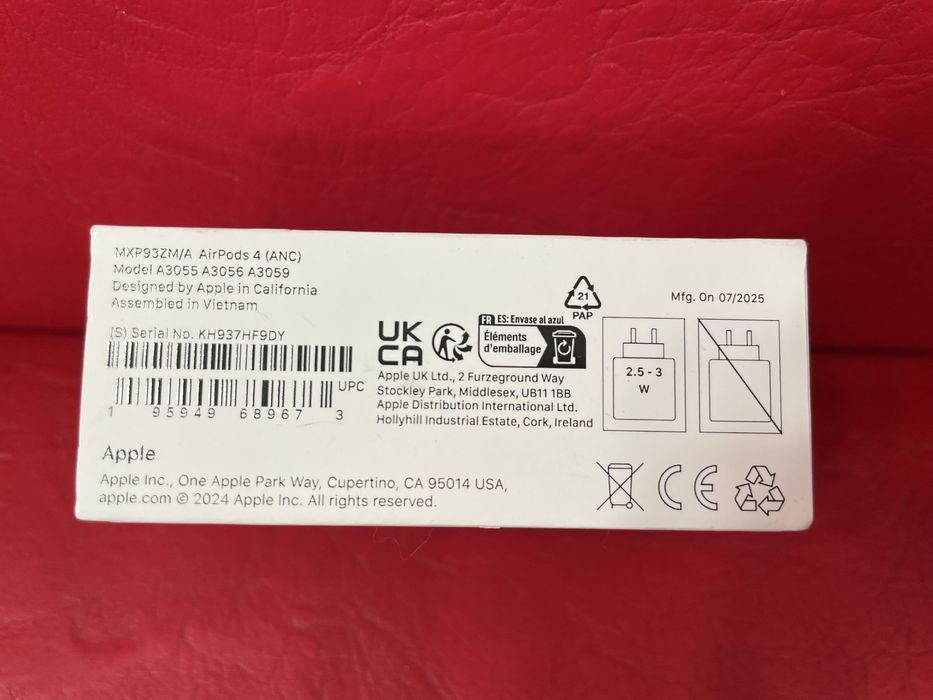 MXP93ZM/A AirPods 4 (ANC)
Model A3055 A3056 A3059
Designed by Apple in California
Assembled in Vietnam
(S) Serial No. KH937HF9DY
UPC
1 95949 68967 3
Apple
Apple Inc., One Apple Park Way, Cupertino, CA 95014 USA,
apple.com © 2024 Apple Inc. All rights reserved.
UK
CA
FR ES: Envase al azul
Éléments
d'emballage
21
PAP
Apple UK Ltd., 2 Furzeground Way
Stockley Park, Middlesex, UB11 1BB
Apple Distribution International Ltd.
Hollyhill Industrial Estate, Cork, Ireland
Mfg. On 07/2025
2.5 - 3
W
CE